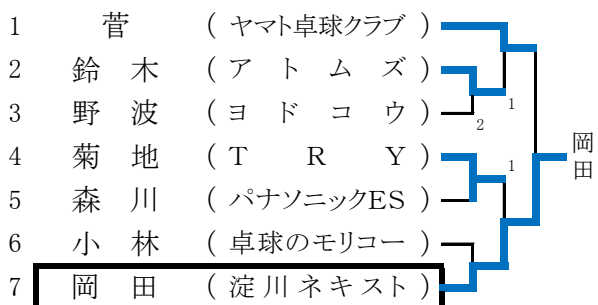 1 菅 (ヤマト卓球クラブ)
2 鈴木 (アトムズ)
1
3 野波 (ヨドコウ)
2
岡田
4 菊地 (TRY)
1
5 森川 (パナソニックES)
6 小林 (卓球のモリコー)
7 岡田 (淀川ネキスト)